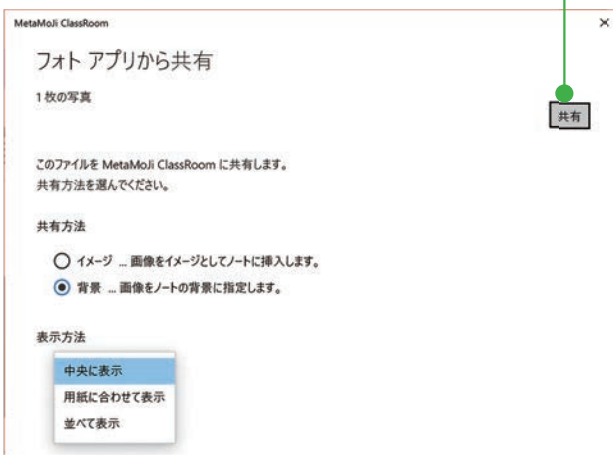 MetaMoJi ClassRoom
フォト アプリから共有
1枚の写真
共有
このファイルを MetaMoJi ClassRoom に共有します。
共有方法を選んでください。
共有方法
イメージ ... 画像をイメージとしてノートに挿入します。
背景 ... 画像をノートの背景に指定します。
表示方法
中央に表示
用紙に合わせて表示
並べて表示